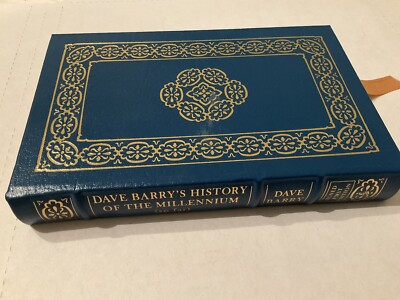 DAVE BARRY'S HISTORY
OF THE MILLENNIUM
DAVE
BARRY